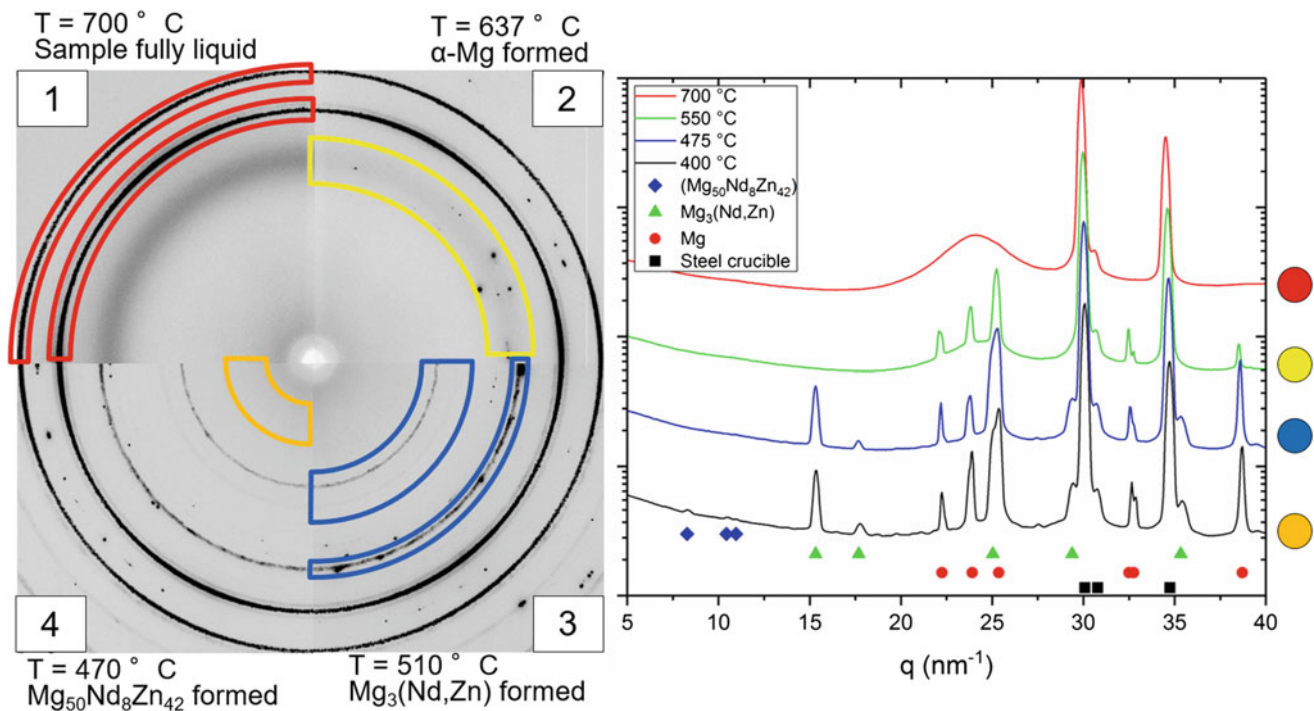 T = 700 ° C
Sample fully liquid
T = 637 ° C
α-Mg formed
1
2
4
3
T = 470 ° C
Mg₅₀Nd₈Zn₄₂ formed
T = 510 ° C
Mg₃(Nd,Zn) formed
700 °C
550 °C
475 °C
400 °C
(Mg₅₀Nd₈Zn₄₂)
Mg₃(Nd,Zn)
Mg
Steel crucible
5 10 15 20 25 30 35 40
q (nm⁻¹)